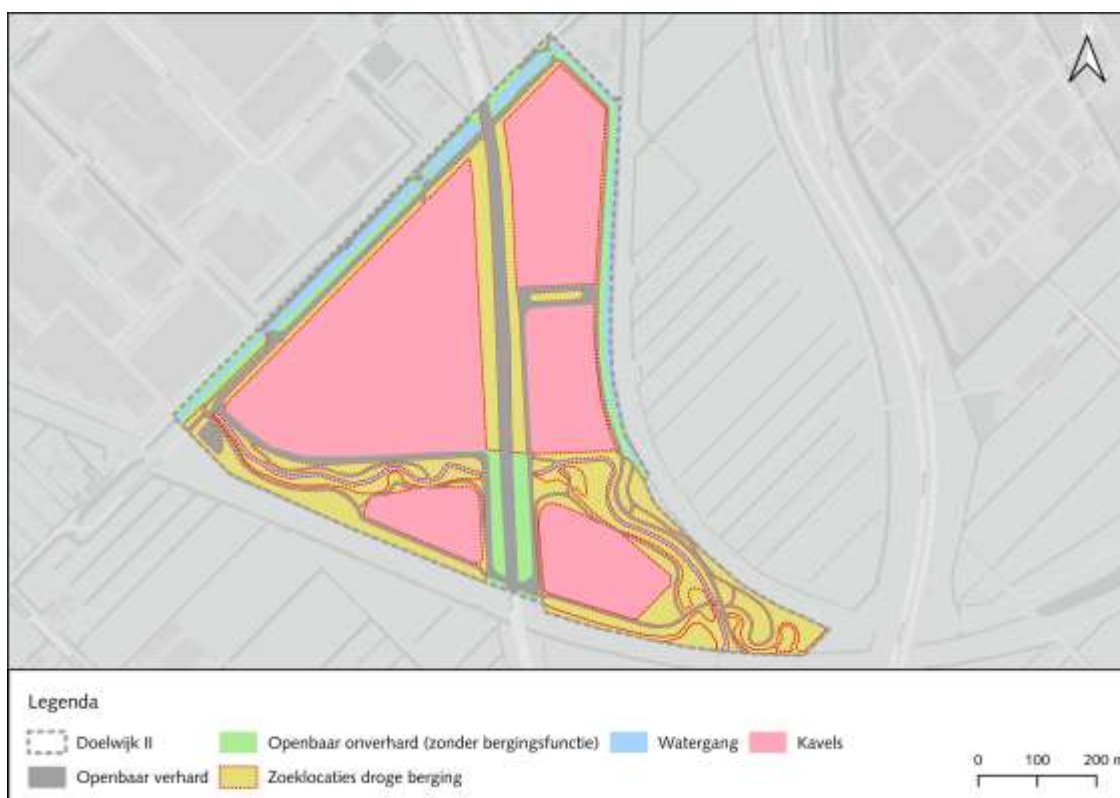 Legenda
Doelwijk II
Openbaar onverhard (zonder bergingsfunctie)
Watergang
Kavels
Openbaar verhard
Zoeklocaties droge berging
0 100 200 m